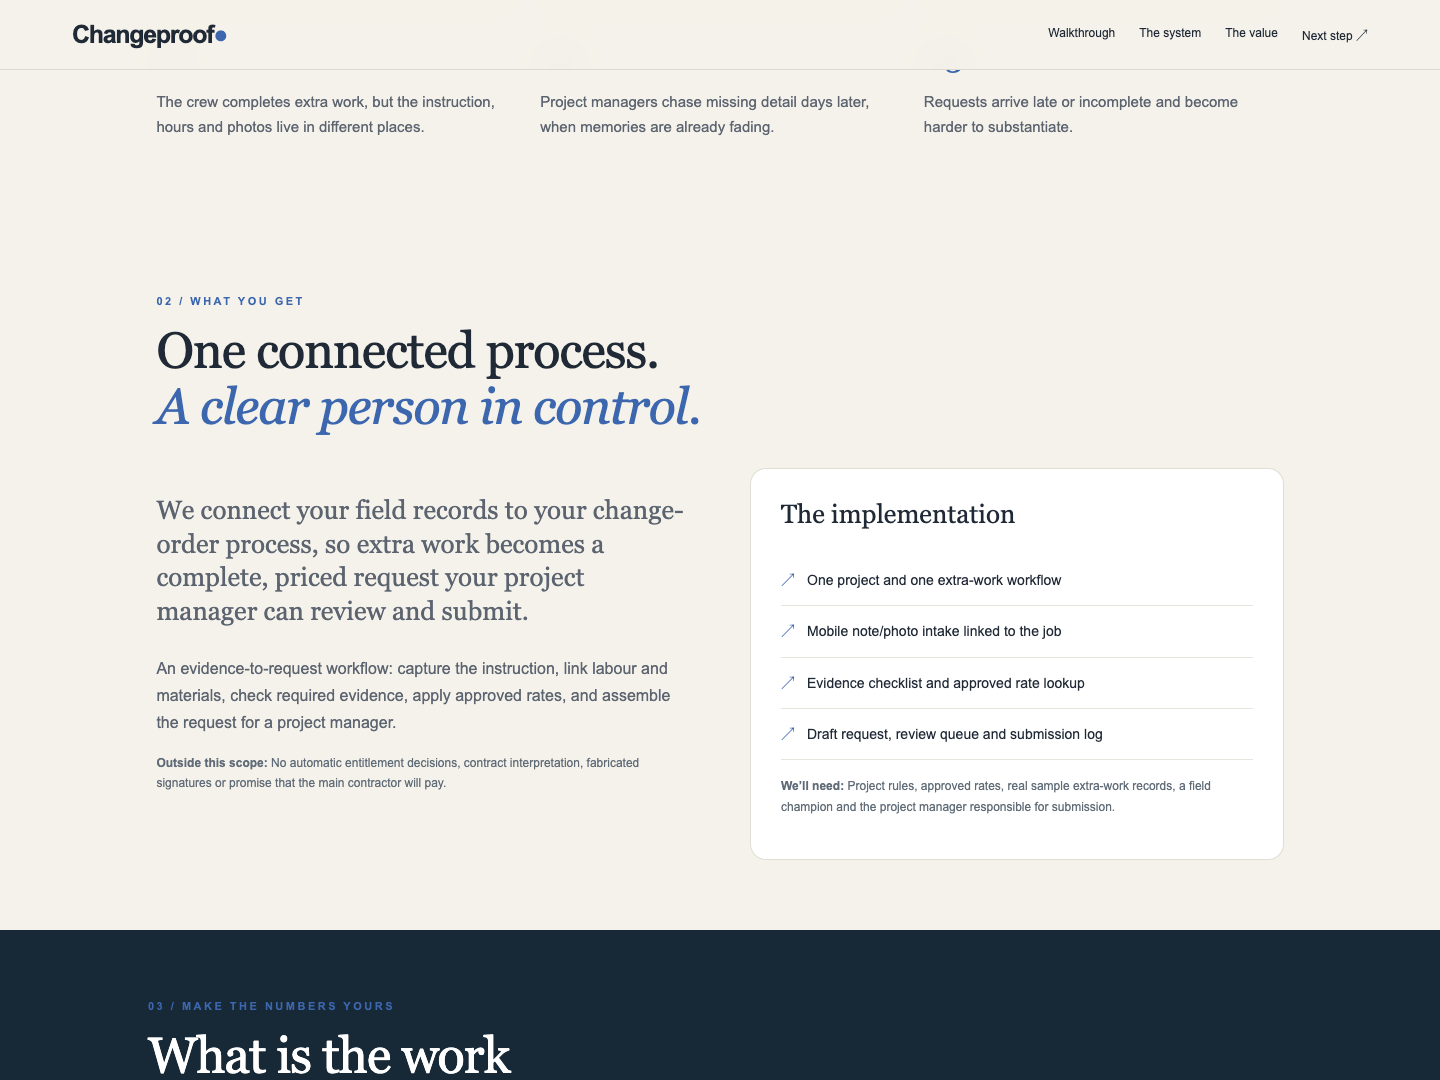 Changeproof
Walkthrough
The system
The value
Next step ↗
The crew completes extra work, but the instruction,
hours and photos live in different places.
Project managers chase missing detail days later,
when memories are already fading.
Requests arrive late or incomplete and become
harder to substantiate.
02 / WHAT YOU GET
One connected process.
A clear person in control.
We connect your field records to your change-
order process, so extra work becomes a
complete, priced request your project
manager can review and submit.
An evidence-to-request workflow: capture the instruction, link labour and
materials, check required evidence, apply approved rates, and assemble
the request for a project manager.
Outside this scope: No automatic entitlement decisions, contract interpretation, fabricated
signatures or promise that the main contractor will pay.
The implementation
↗ One project and one extra-work workflow
↗ Mobile note/photo intake linked to the job
↗ Evidence checklist and approved rate lookup
↗ Draft request, review queue and submission log
We’ll need: Project rules, approved rates, real sample extra-work records, a field
champion and the project manager responsible for submission.
03 / MAKE THE NUMBERS YOURS
What is the work